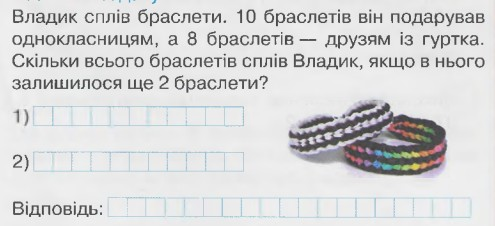 Владик сплів браслети. 10 браслетів він подарував
однокласницям, а 8 браслетів — друзям із гуртка.
Скільки всього браслетів сплів Владик, якщо в нього
залишилося ще 2 браслети?
1)
2)
Відповідь: